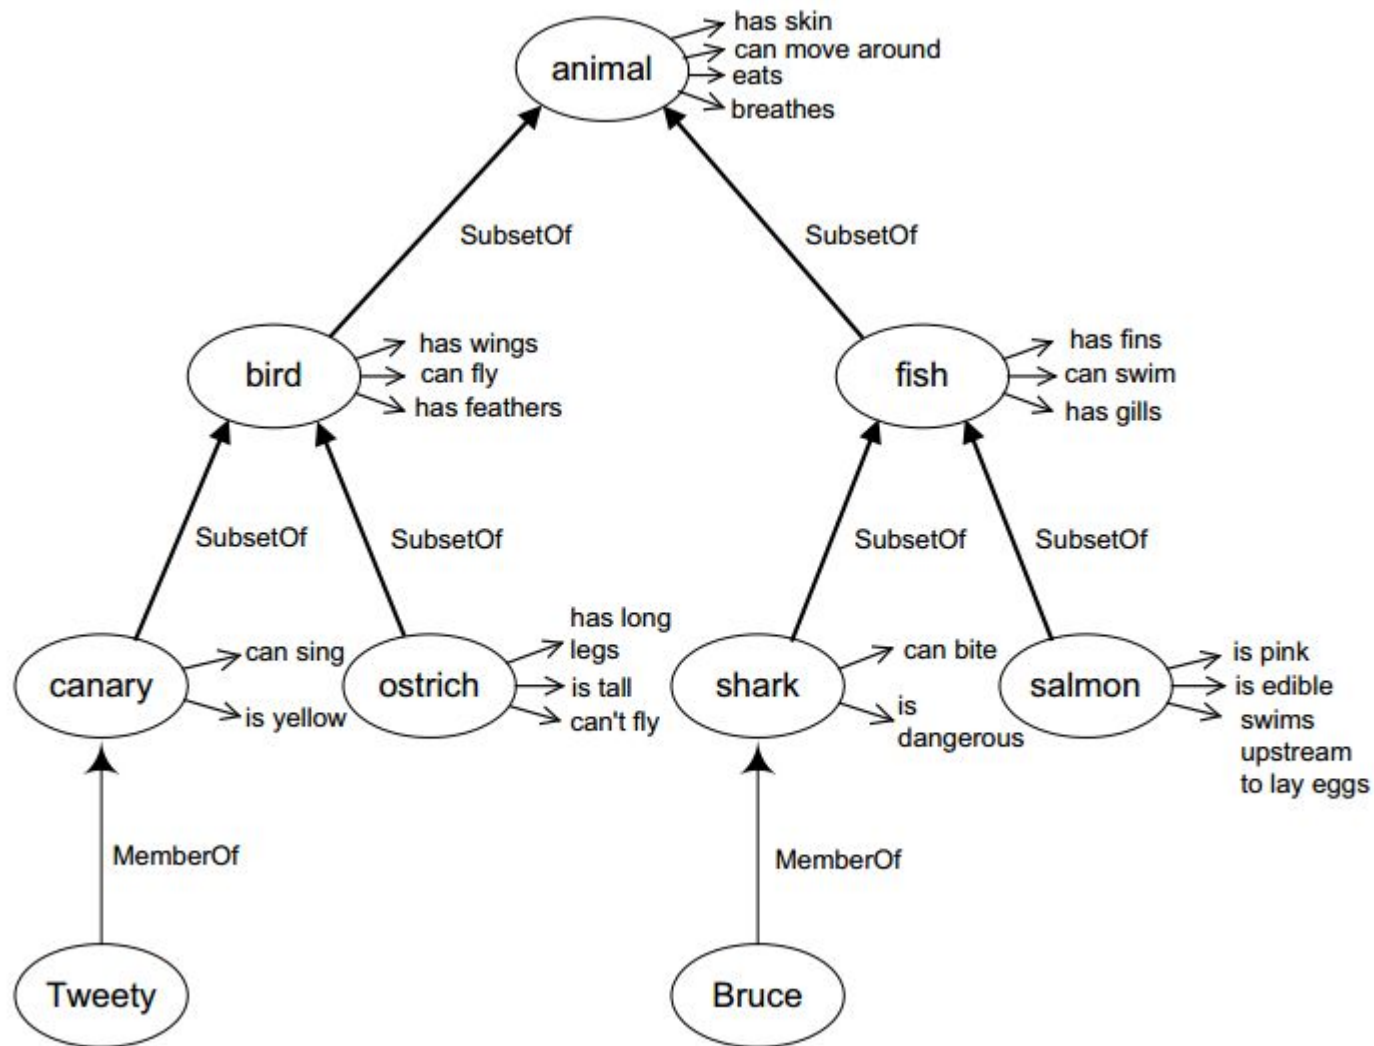 has skin
can move around
animal
eats
breathes
SubsetOf
SubsetOf
has wings
bird
can fly
has feathers
has fins
fish
can swim
has gills
SubsetOf
SubsetOf
SubsetOf
SubsetOf
can sing
canary
is yellow
has long
legs
ostrich
is tall
can't fly
can bite
shark
is
dangerous
is pink
salmon
is edible
swims
upstream
to lay eggs
MemberOf
MemberOf
Tweety
Bruce